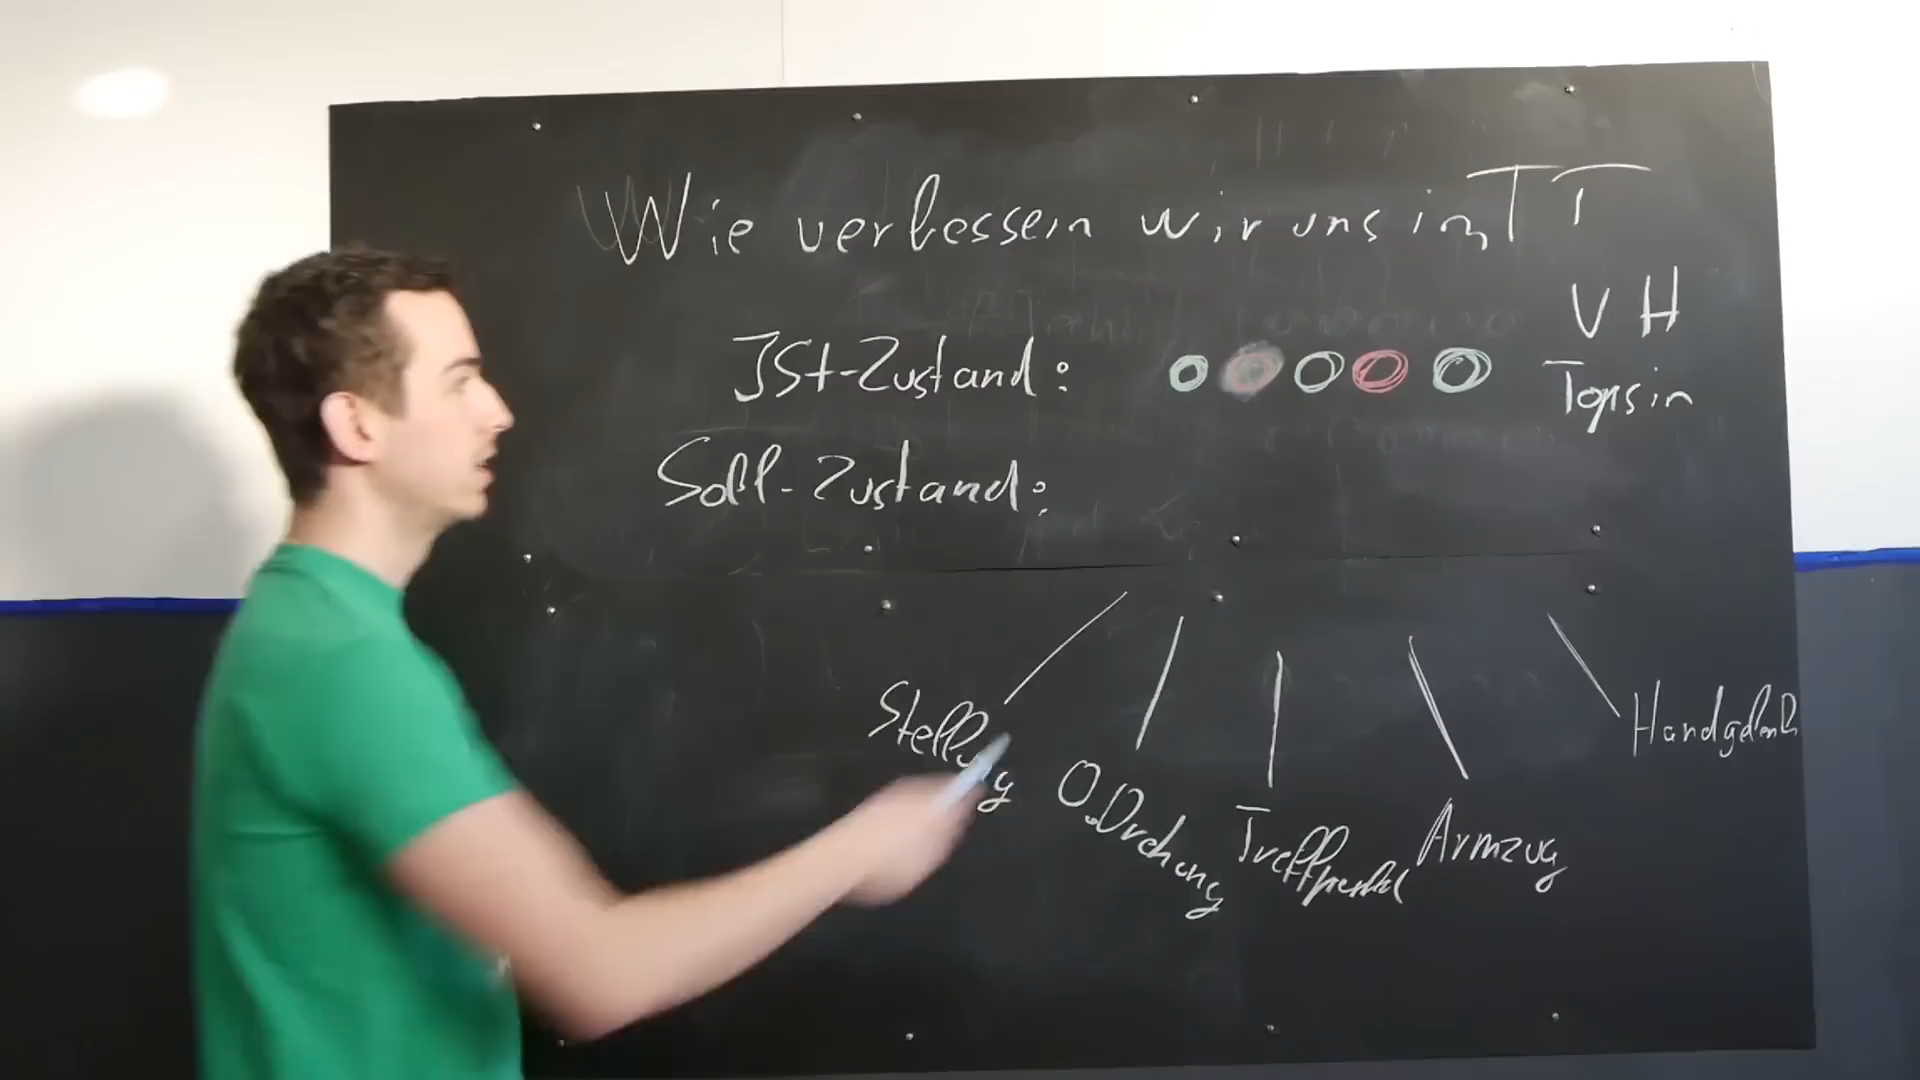 Wie verbessern wir uns im TT
VH
Topsin
ISt-Zustand:
Soll-Zustand:
Stellung
O.Drehung
Treffpunkt
Armzug
Handgelenk